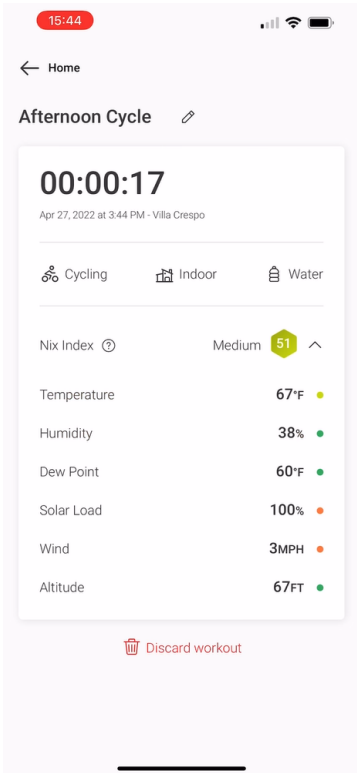 15:44
Home
Afternoon Cycle
00:00:17
Apr 27, 2022 at 3:44 PM - Villa Crespo
Cycling Indoor Water
Nix Index ? Medium 51
Temperature 67°F
Humidity 38%
Dew Point 60°F
Solar Load 100%
Wind 3MPH
Altitude 67FT
Discard workout